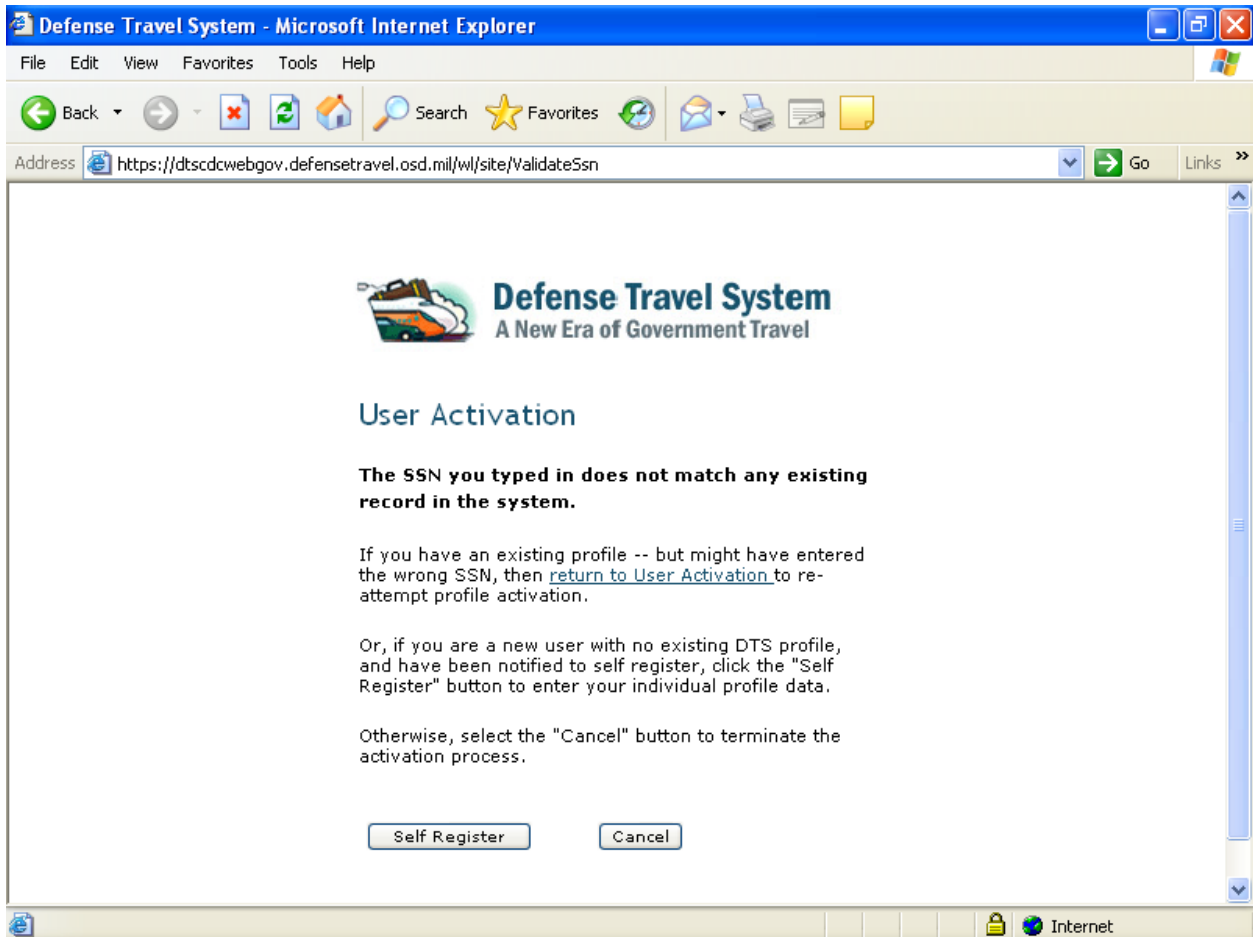 Defense Travel System - Microsoft Internet Explorer
File Edit View Favorites Tools Help
Back Search Favorites
Address https://dtscdcwebgov.defensetravel.osd.mil/wl/site/ValidateSsn Go Links »
Defense Travel System
A New Era of Government Travel
User Activation
The SSN you typed in does not match any existing
record in the system.
If you have an existing profile -- but might have entered
the wrong SSN, then return to User Activation to re-
attempt profile activation.
Or, if you are a new user with no existing DTS profile,
and have been notified to self register, click the "Self
Register" button to enter your individual profile data.
Otherwise, select the "Cancel" button to terminate the
activation process.
Self Register Cancel
Internet